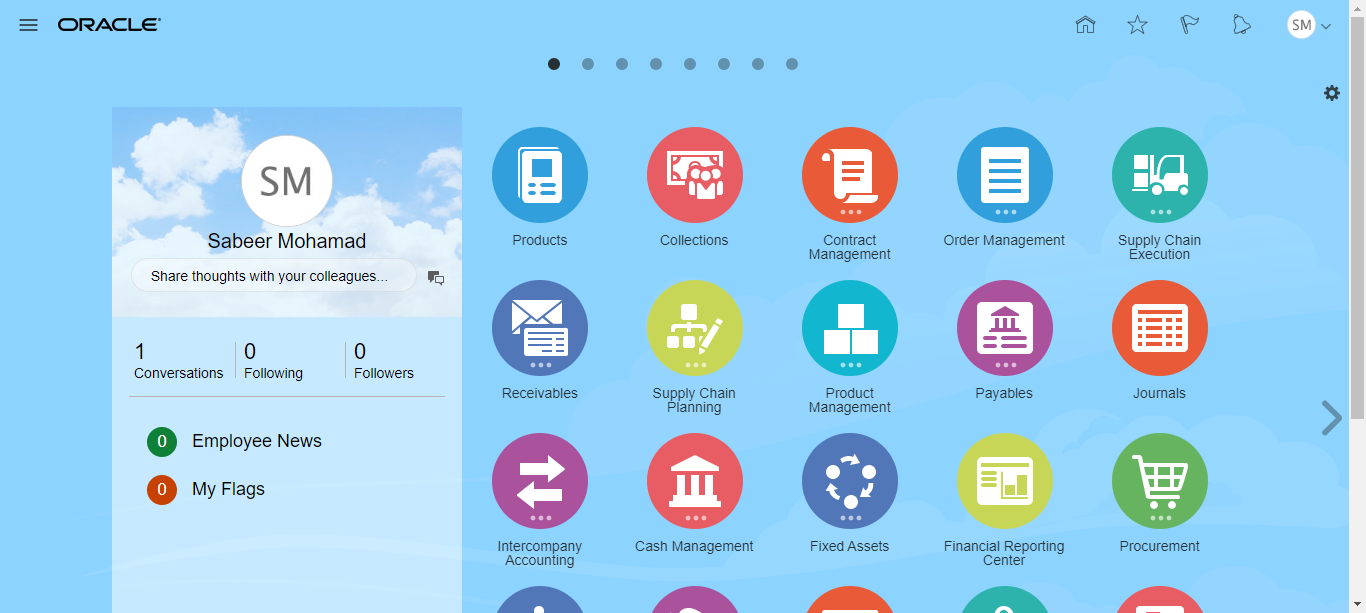 ORACLE
SM
SM
Sabeer Mohamad
Share thoughts with your colleagues...
1
Conversations
0
Following
0
Followers
0 Employee News
0 My Flags
Products
Collections
Contract
Management
Order Management
Supply Chain
Execution
Receivables
Supply Chain
Planning
Product
Management
Payables
Journals
Intercompany
Accounting
Cash Management
Fixed Assets
Financial Reporting
Center
Procurement